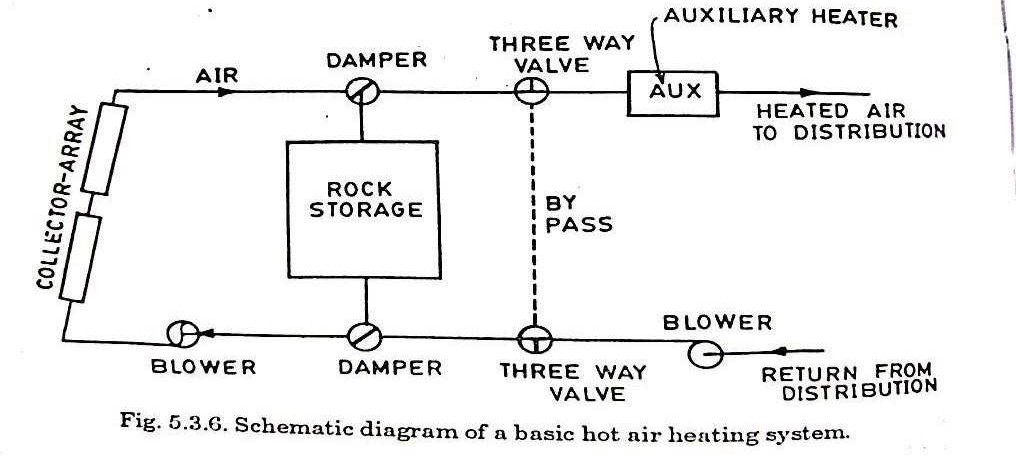 AUXILIARY HEATER
THREE WAY
VALVE
DAMPER
AIR
AUX
HEATED AIR
TO DISTRIBUTION
COLLECTOR-ARRAY
ROCK
STORAGE
BY
PASS
BLOWER
BLOWER
DAMPER
THREE WAY
VALVE
RETURN FROM
DISTRIBUTION
Fig. 5.3.6. Schematic diagram of a basic hot air heating system.